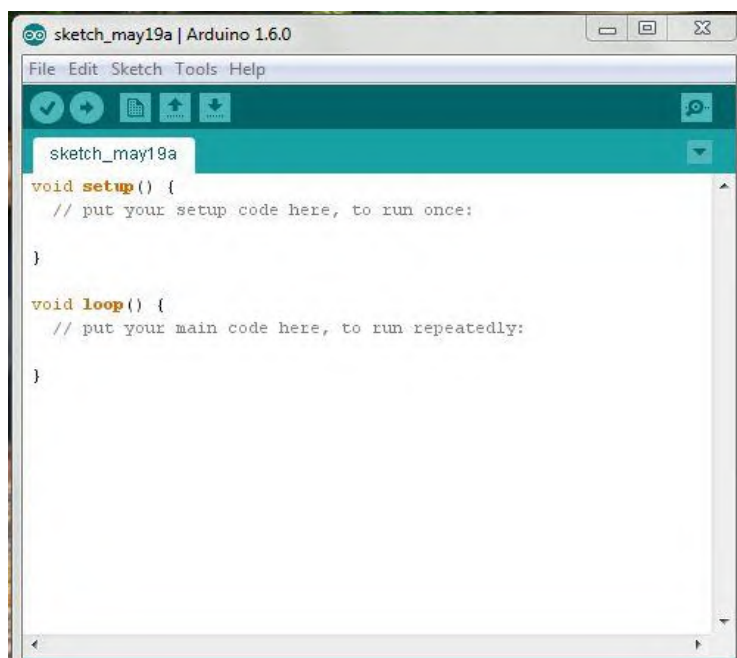 sketch_may19a | Arduino 1.6.0
File Edit Sketch Tools Help
sketch_may19a
void setup() {
  // put your setup code here, to run once:

}

void loop() {
  // put your main code here, to run repeatedly:

}